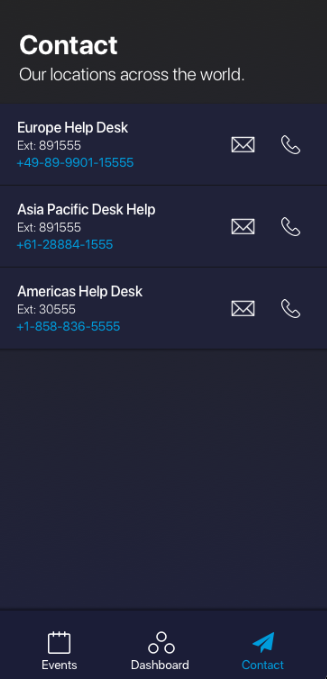 Contact
Our locations across the world.
Europe Help Desk
Ext: 891555
+49-89-9901-15555
Asia Pacific Desk Help
Ext: 891555
+61-28884-1555
Americas Help Desk
Ext: 30555
+1-858-836-5555
Events
Dashboard
Contact